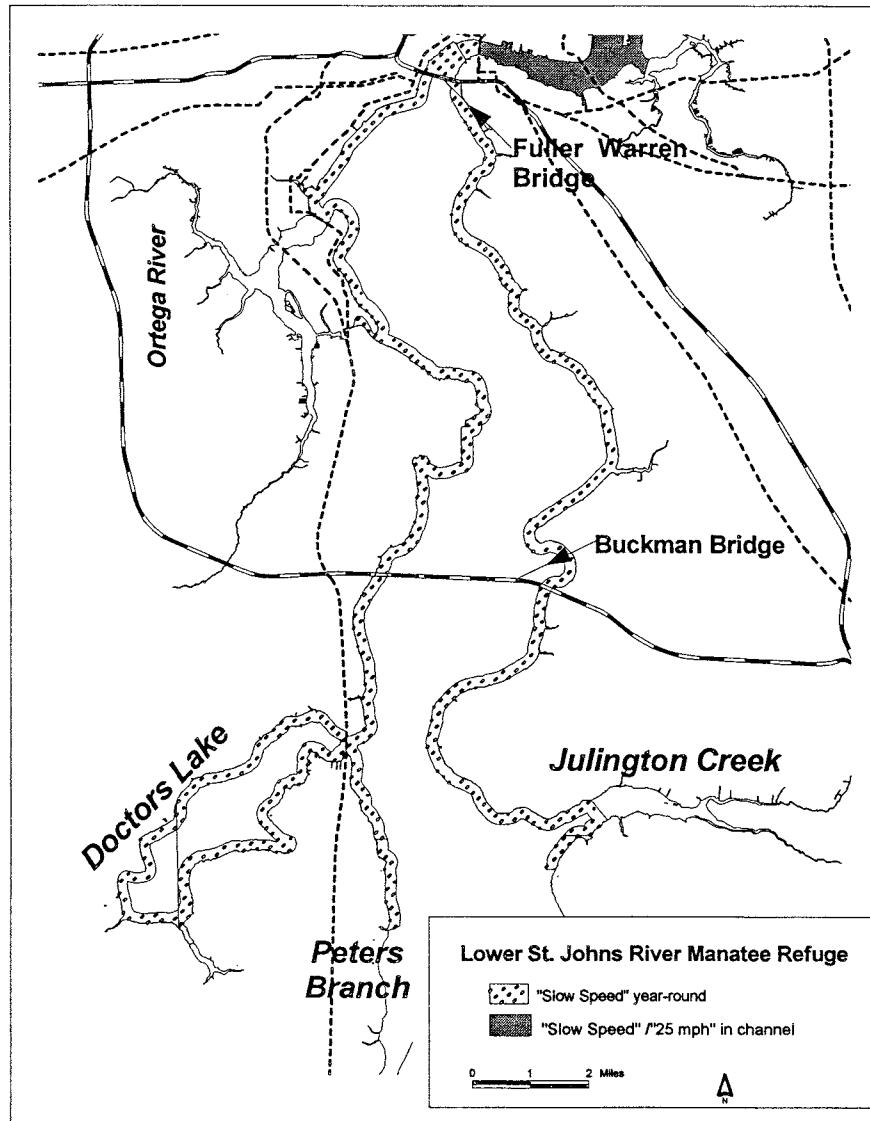 Fuller Warren
Bridge
Ortega River
Buckman Bridge
Doctors Lake
Julington Creek
Peters
Branch
Lower St. Johns River Manatee Refuge
"Slow Speed" year-round
"Slow Speed" /"25 mph" in channel
0 1 2 Miles
N